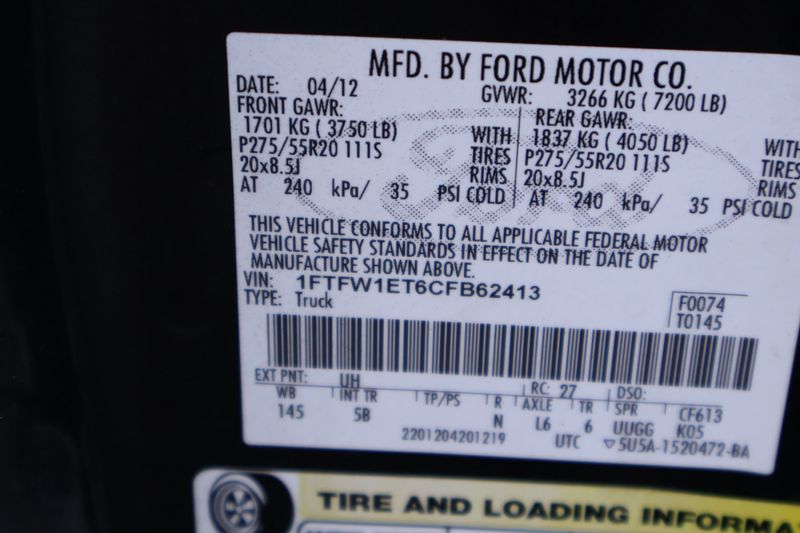 MFD. BY FORD MOTOR CO.
DATE: 04/12 GVWR: 3266 KG ( 7200 LB)
FRONT GAWR: REAR GAWR:
1701 KG ( 3750 LB) WITH 1837 KG ( 4050 LB) WITH
P275/55R20 111S TIRES P275/55R20 111S TIRES
20x8.5J RIMS 20x8.5J RIMS
AT 240 kPa/ 35 PSI COLD AT 240 kPa/ 35 PSI COLD
Ford
THIS VEHICLE CONFORMS TO ALL APPLICABLE FEDERAL MOTOR
VEHICLE SAFETY STANDARDS IN EFFECT ON THE DATE OF
MANUFACTURE SHOWN ABOVE.
VIN: 1FTFW1ET6CFB62413
TYPE: Truck F0074
T0145
EXT PNT: UH RC: 27 DSO:
WB INT TR TP/PS R AXLE TR SPR CF613
145 5B N L6 6 UUGG K05
2201204201219 UTC ▽5U5A-1520472-BA
TIRE AND LOADING INFORMA